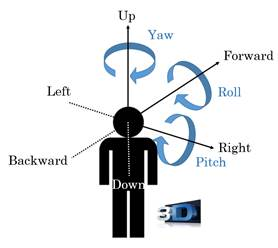 Up
Yaw
Forward
Left
Roll
Right
Backward
Pitch
Down
3D